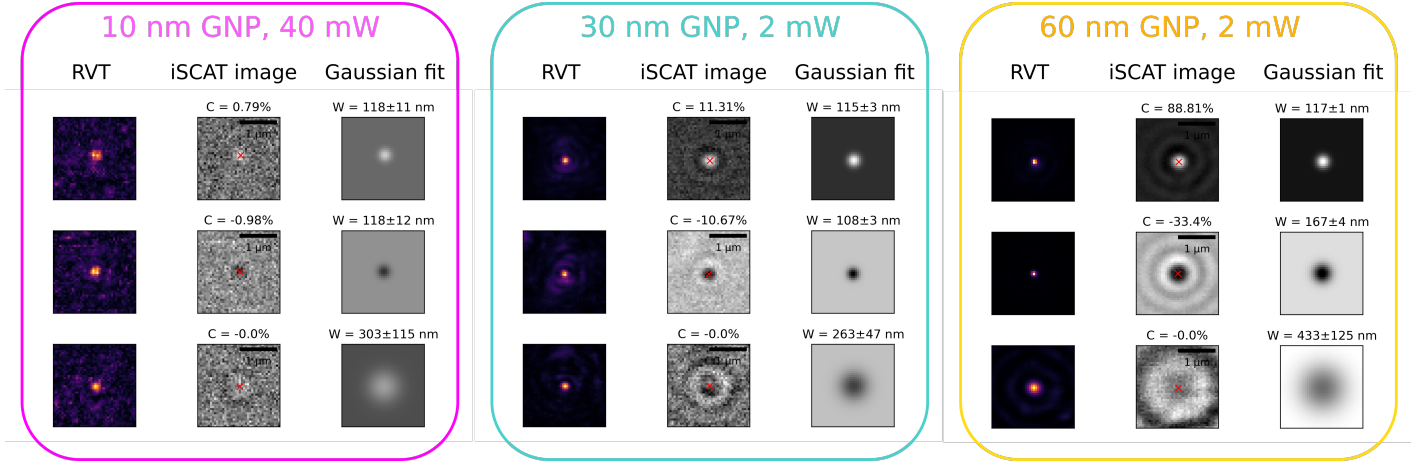 10 nm GNP, 40 mW
RVT iSCAT image Gaussian fit
C = 0.79% W = 118±11 nm
1 μm
C = -0.98% W = 118±12 nm
1 μm
C = -0.0% W = 303±115 nm
1 μm
30 nm GNP, 2 mW
RVT iSCAT image Gaussian fit
C = 11.31% W = 115±3 nm
1 μm
C = -10.67% W = 108±3 nm
1 μm
C = -0.0% W = 263±47 nm
1 μm
60 nm GNP, 2 mW
RVT iSCAT image Gaussian fit
C = 88.81% W = 117±1 nm
1 μm
C = -33.4% W = 167±4 nm
1 μm
C = -0.0% W = 433±125 nm
1 μm